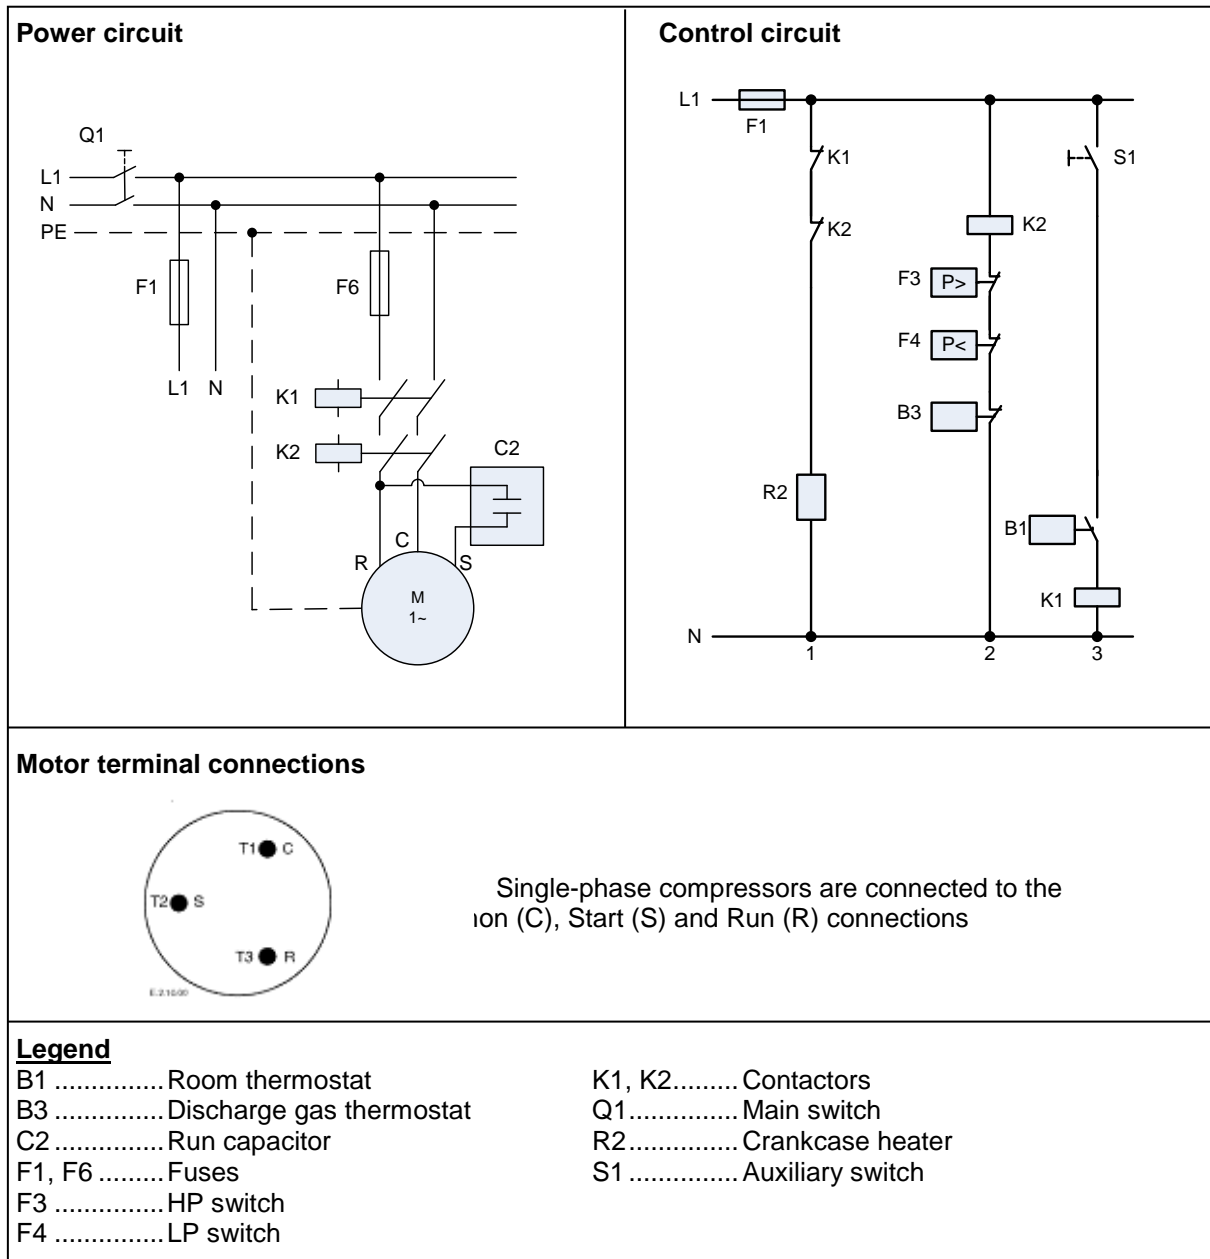 Power circuit
Control circuit
Q1
L1
N
PE
F1
F6
L1 N
K1
K2
C2
R
C
S
M
1~
L1
F1
K1
S1
K2
K2
F3 P>
F4 P<
B3
R2
B1
K1
N
1
2
3
Motor terminal connections
T1 C
T2 S
T3 R
Single-phase compressors are connected to the
(C), Start (S) and Run (R) connections
Legend
B1 ............... Room thermostat
B3 ............... Discharge gas thermostat
C2 ............... Run capacitor
F1, F6 ......... Fuses
F3 ............... HP switch
F4 ............... LP switch
K1, K2......... Contactors
Q1............... Main switch
R2............... Crankcase heater
S1 ............... Auxiliary switch